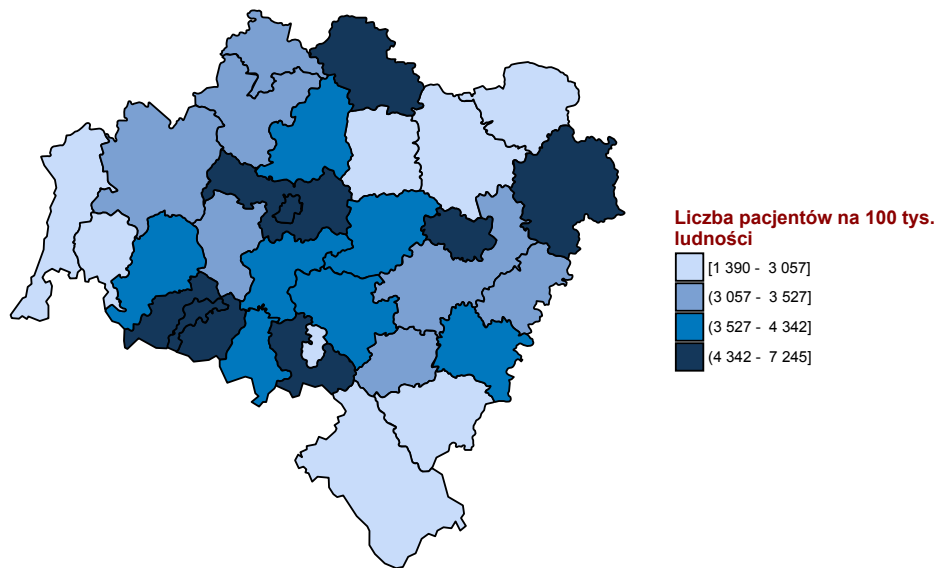 Liczba pacjentów na 100 tys.
ludności
[1 390 - 3 057]
(3 057 - 3 527]
(3 527 - 4 342]
(4 342 - 7 245]